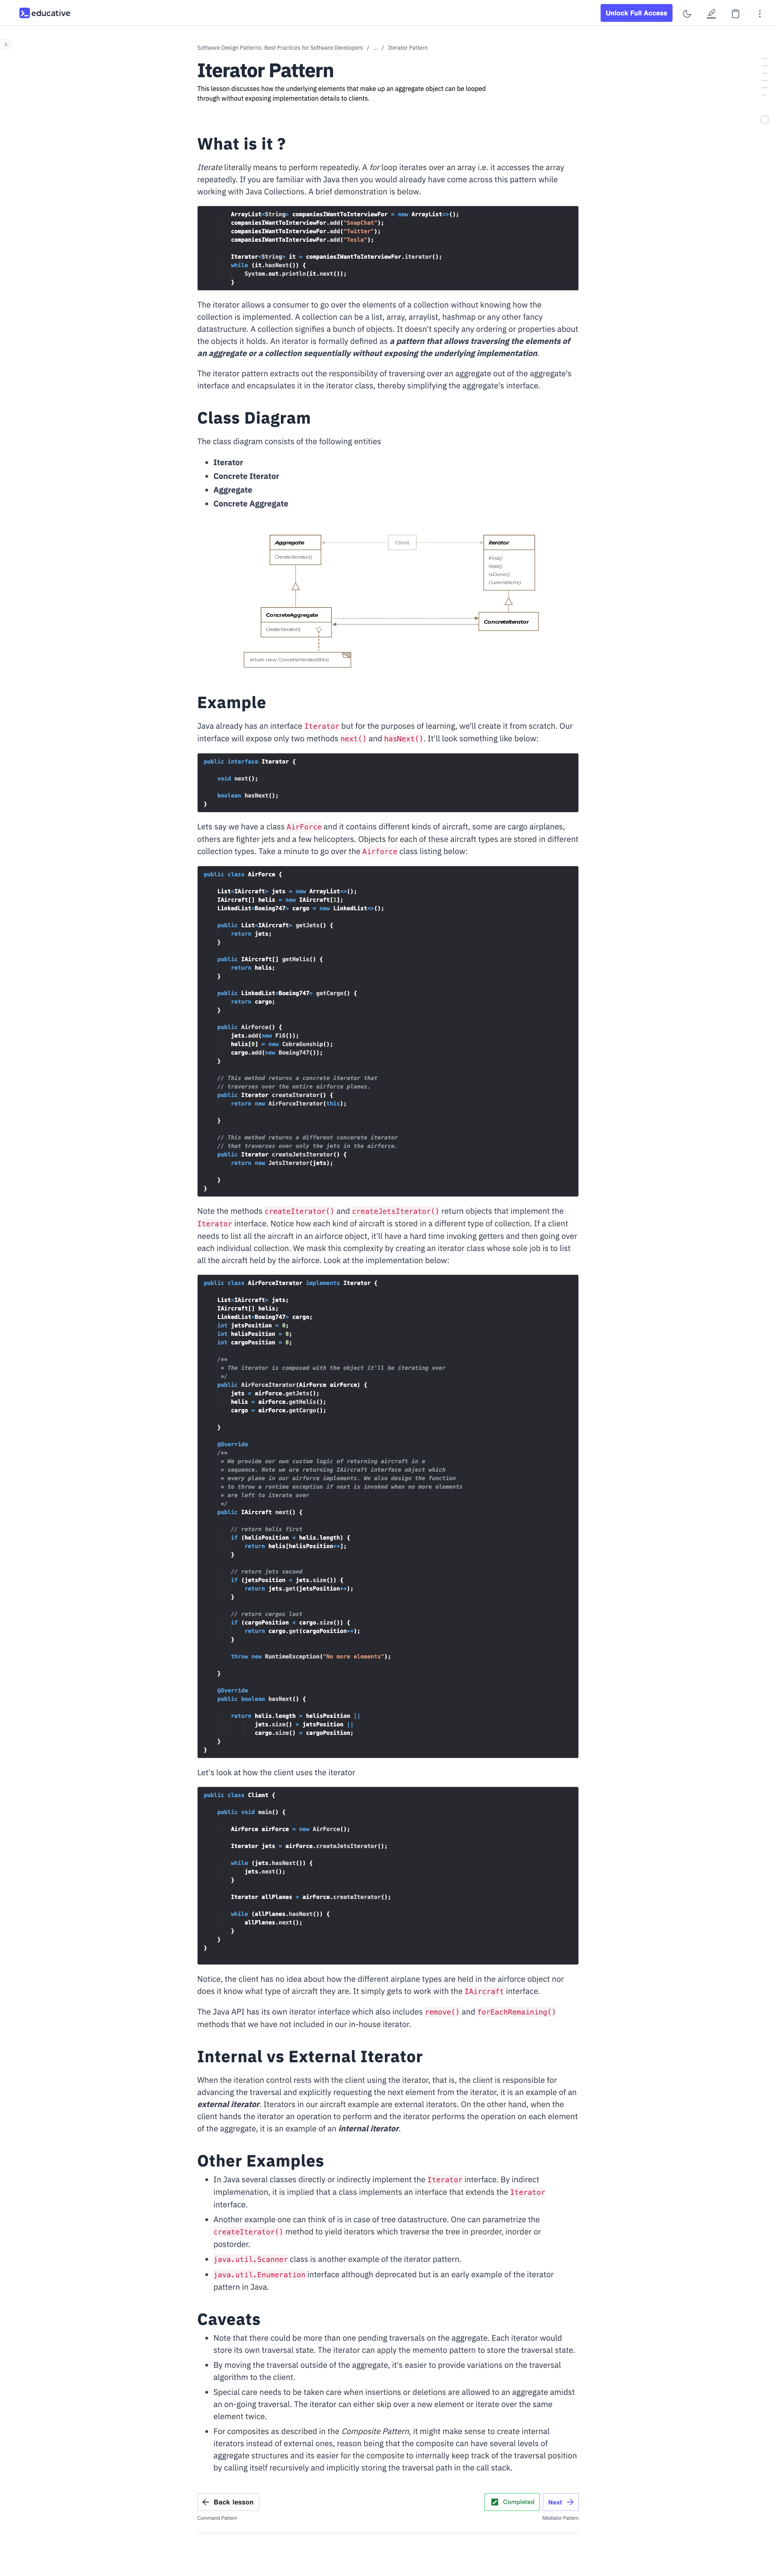 educative
Unlock Full Access
Software Design Patterns: Best Practices for Software Developers / ... / Iterator Pattern
Iterator Pattern
This lesson discusses how the underlying elements that make up an aggregate object can be looped
through without exposing implementation details to clients.
What is it ?
Iterate literally means to perform repeatedly. A for loop iterates over an array i.e. it accesses the array
repeatedly. If you are familiar with Java then you would already have come across this pattern while
working with Java Collections. A brief demonstration is below.
ArrayList<String> companiesIWantToInterviewFor = new ArrayList<>();
companiesIWantToInterviewFor.add("SnapChat");
companiesIWantToInterviewFor.add("Twitter");
companiesIWantToInterviewFor.add("Tesla");
Iterator<String> it = companiesIWantToInterviewFor.iterator();
while (it.hasNext()) {
System.out.println(it.next());
}
The iterator allows a consumer to go over the elements of a collection without knowing how the
collection is implemented. A collection can be a list, array, arraylist, hashmap or any other fancy
datastructure. A collection signifies a bunch of objects. It doesn't specify any ordering or properties about
the objects it holds. An iterator is formally defined as a pattern that allows traversing the elements of
an aggregate or a collection sequentially without exposing the underlying implementation.
The iterator pattern extracts out the responsibility of traversing over an aggregate out of the aggregate's
interface and encapsulates it in the iterator class, thereby simplifying the aggregate's interface.
Class Diagram
The class diagram consists of the following entities
Iterator
Concrete Iterator
Aggregate
Concrete Aggregate
Aggregate
CreateIterator()
Client
Iterator
First()
Next()
IsDone()
CurrentItem()
ConcreteAggregate
CreateIterator()
ConcreteIterator
return new ConcreteIterator(this)
Example
Java already has an interface Iterator but for the purposes of learning, we'll create it from scratch. Our
interface will expose only two methods next() and hasNext(). It'll look something like below:
public interface Iterator {
void next();
boolean hasNext();
}
Lets say we have a class AirForce and it contains different kinds of aircraft, some are cargo airplanes,
others are fighter jets and a few helicopters. Objects for each of these aircraft types are stored in different
collection types. Take a minute to go over the Airforce class listing below:
public class AirForce {
List<IAircraft> jets = new ArrayList<>();
IAircraft[] helis = new IAircraft[1];
LinkedList<Boeing747> cargo = new LinkedList<>();
public List<IAircraft> getJets() {
return jets;
}
public IAircraft[] getHelis() {
return helis;
}
public LinkedList<Boeing747> getCargo() {
return cargo;
}
public AirForce() {
jets.add(new F16());
helis[0] = new CobraGunship();
cargo.add(new Boeing747());
}
// This method returns a concrete iterator that
// traverses over the entire airforce planes.
public Iterator createIterator() {
return new AirForceIterator(this);
}
// This method returns a different concerete iterator
// that traverses over only the jets in the airforce.
public Iterator createJetsIterator() {
return new JetsIterator(jets);
}
}
Note the methods createIterator() and createJetsIterator() return objects that implement the
Iterator interface. Notice how each kind of aircraft is stored in a different type of collection. If a client
needs to list all the aircraft in an airforce object, it'll have a hard time invoking getters and then going over
each individual collection. We mask this complexity by creating an iterator class whose sole job is to list
all the aircraft held by the airforce. Look at the implementation below:
public class AirForceIterator implements Iterator {
List<IAircraft> jets;
IAircraft[] helis;
LinkedList<Boeing747> cargo;
int jetsPosition = 0;
int helisPosition = 0;
int cargoPosition = 0;
/**
* The iterator is composed with the object it'll be iterating over
*/
public AirForceIterator(AirForce airForce) {
jets = airForce.getJets();
helis = airForce.getHelis();
cargo = airForce.getCargo();
}
@Override
/**
* We provide our own custom logic of returning aircraft in a
* sequence. Note we are returning IAircraft interface object which
* every plane in our airforce implements. We also design the function
* to throw a runtime exception if next is invoked when no more elements
* are left to iterate over
*/
public IAircraft next() {
// return helis first
if (helisPosition < helis.length) {
return helis[helisPosition++];
}
// return jets second
if (jetsPosition < jets.size()) {
return jets.get(jetsPosition++);
}
// return cargos last
if (cargoPosition < cargo.size()) {
return cargo.get(cargoPosition++);
}
throw new RuntimeException("No more elements");
}
@Override
public boolean hasNext() {
return helis.length > helisPosition ||
jets.size() > jetsPosition ||
cargo.size() > cargoPosition;
}
}
Let's look at how the client uses the iterator
public class Client {
public void main() {
AirForce airForce = new AirForce();
Iterator jets = airForce.createJetsIterator();
while (jets.hasNext()) {
jets.next();
}
Iterator allPlanes = airForce.createIterator();
while (allPlanes.hasNext()) {
allPlanes.next();
}
}
}
Notice, the client has no idea about how the different airplane types are held in the airforce object nor
does it know what type of aircraft they are. It simply gets to work with the IAircraft interface.
The Java API has its own iterator interface which also includes remove() and forEachRemaining()
methods that we have not included in our in-house iterator.
Internal vs External Iterator
When the iteration control rests with the client using the iterator, that is, the client is responsible for
advancing the traversal and explicitly requesting the next element from the iterator, it is an example of an
external iterator. Iterators in our aircraft example are external iterators. On the other hand, when the
client hands the iterator an operation to perform and the iterator performs the operation on each element
of the aggregate, it is an example of an internal iterator.
Other Examples
In Java several classes directly or indirectly implement the Iterator interface. By indirect
implemenation, it is implied that a class implements an interface that extends the Iterator
interface.
Another example one can think of is in case of tree datastructure. One can parametrize the
createIterator() method to yield iterators which traverse the tree in preorder, inorder or
postorder.
java.util.Scanner class is another example of the iterator pattern.
java.util.Enumeration interface although deprecated but is an early example of the iterator
pattern in Java.
Caveats
Note that there could be more than one pending traversals on the aggregate. Each iterator would
store its own traversal state. The iterator can apply the memento pattern to store the traversal state.
By moving the traversal outside of the aggregate, it's easier to provide variations on the traversal
algorithm to the client.
Special care needs to be taken care when insertions or deletions are allowed to an aggregate amidst
an on-going traversal. The iterator can either skip over a new element or iterate over the same
element twice.
For composites as described in the Composite Pattern, it might make sense to create internal
iterators instead of external ones, reason being that the composite can have several levels of
aggregate structures and its easier for the composite to internally keep track of the traversal position
by calling itself recursively and implicitly storing the traversal path in the call stack.
Back lesson
Completed
Next
Command Pattern
Mediator Pattern